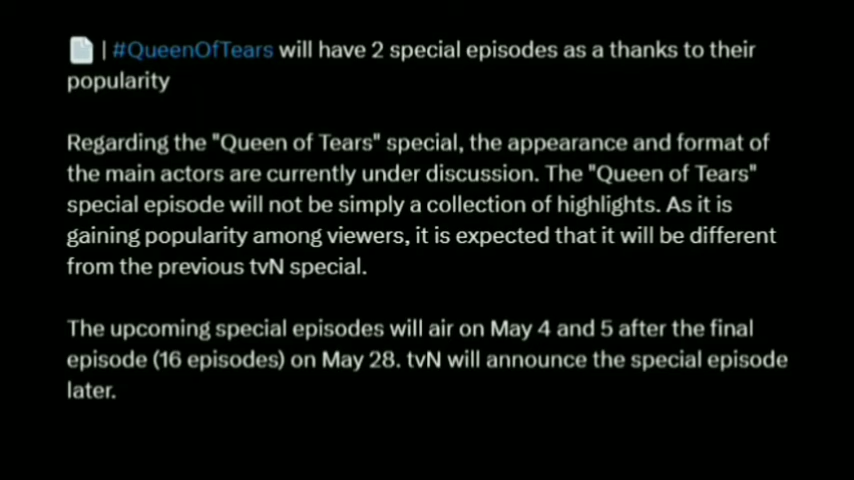 📄 | #QueenOfTears will have 2 special episodes as a thanks to their
popularity
Regarding the "Queen of Tears" special, the appearance and format of
the main actors are currently under discussion. The "Queen of Tears"
special episode will not be simply a collection of highlights. As it is
gaining popularity among viewers, it is expected that it will be different
from the previous tvN special.
The upcoming special episodes will air on May 4 and 5 after the final
episode (16 episodes) on May 28. tvN will announce the special episode
later.